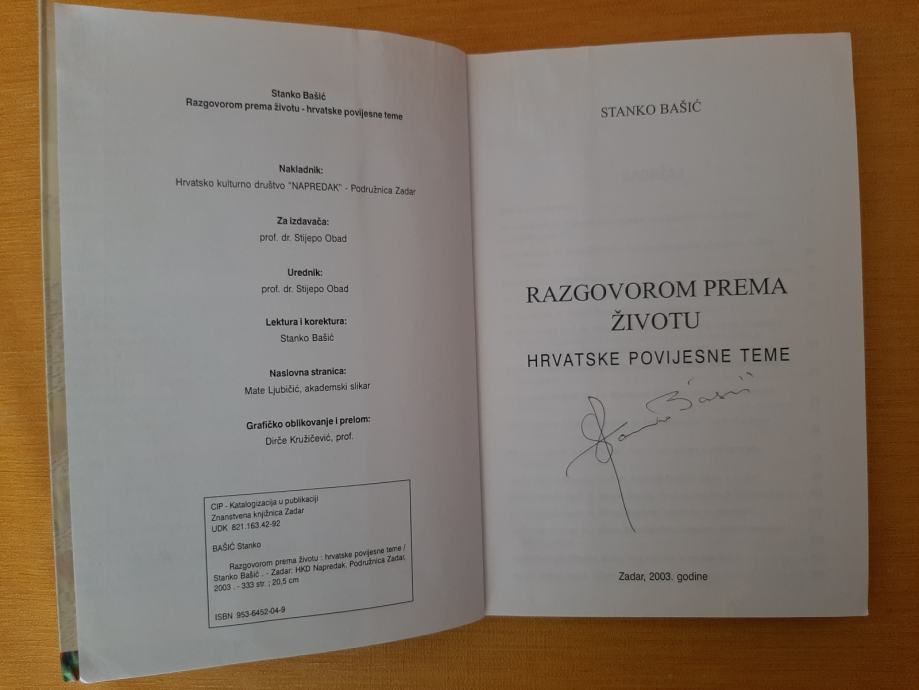 Stanko Bašić
Razgovorom prema životu - hrvatske povijesne teme
Nakladnik:
Hrvatsko kulturno društvo "NAPREDAK" - Podružnica Zadar
Za izdavača:
prof. dr. Stijepo Obad
Urednik:
prof. dr. Stijepo Obad
Lektura i korektura:
Stanko Bašić
Naslovna stranica:
Mate Ljubičić, akademski slikar
Grafičko oblikovanje i prelom:
Dirče Kružičević, prof.
CIP - Katalogizacija u publikaciji
Znanstvena knjižnica Zadar
UDK 821.163.42-92
BAŠIĆ Stanko
Razgovorom prema životu : hrvatske povijesne teme /
Stanko Bašić . - Zadar: HKD Napredak, Podružnica Zadar,
2003 . - 333 str ; 20,5 cm
ISBN 953-6452-04-9
STANKO BAŠIĆ
RAZGOVOROM PREMA
ŽIVOTU
HRVATSKE POVIJESNE TEME
Stanko Bašić
Zadar, 2003. godine